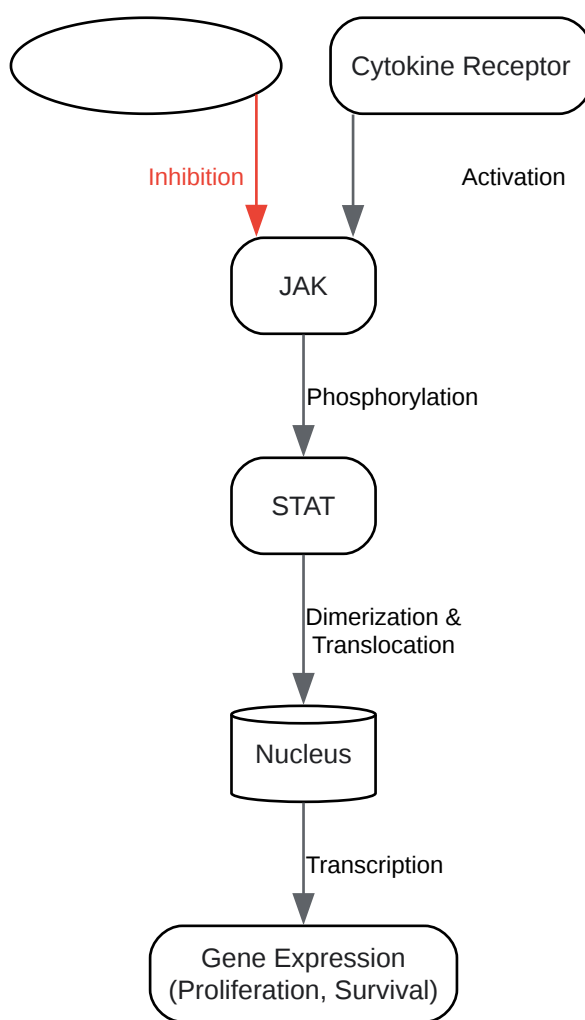 Cytokine Receptor
Inhibition
Activation
JAK
Phosphorylation
STAT
Dimerization &
Translocation
Nucleus
Transcription
Gene Expression
(Proliferation, Survival)